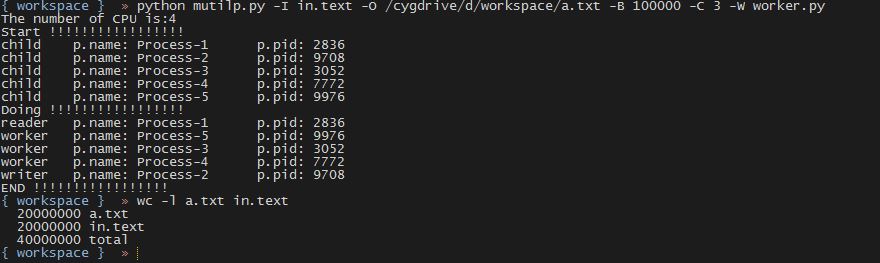 { workspace }  » python mutilp.py -I in.text -O /cygdrive/d/workspace/a.txt -B 100000 -C 3 -W worker.py
The number of CPU is:4
Start !!!!!!!!!!!!!!!!!
child    p.name: Process-1      p.pid: 2836
child    p.name: Process-2      p.pid: 9708
child    p.name: Process-3      p.pid: 3052
child    p.name: Process-4      p.pid: 7772
child    p.name: Process-5      p.pid: 9976
Doing !!!!!!!!!!!!!!!!!
reader   p.name: Process-1      p.pid: 2836
worker   p.name: Process-5      p.pid: 9976
worker   p.name: Process-3      p.pid: 3052
worker   p.name: Process-4      p.pid: 7772
writer   p.name: Process-2      p.pid: 9708
END !!!!!!!!!!!!!!!!!
{ workspace }  » wc -l a.txt in.text
  20000000 a.txt
  20000000 in.text
  40000000 total
{ workspace }  »